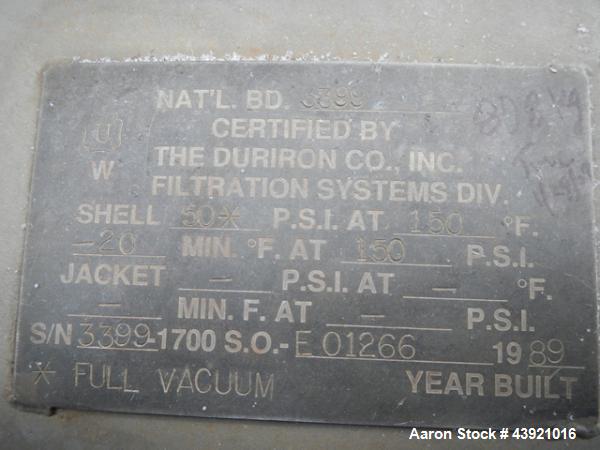 NAT'L. BD. 3399
U
CERTIFIED BY
W THE DURIRON CO., INC.
FILTRATION SYSTEMS DIV.
SHELL 50* P.S.I. AT 150 °F.
-20 MIN. °F. AT 150 P.S.I.
JACKET - P.S.I. AT - °F.
- MIN. F. AT - P.S.I.
S/N 3399-1700 S.O.- E 01266 1989
* FULL VACUUM YEAR BUILT
Aaron Stock # 43921016